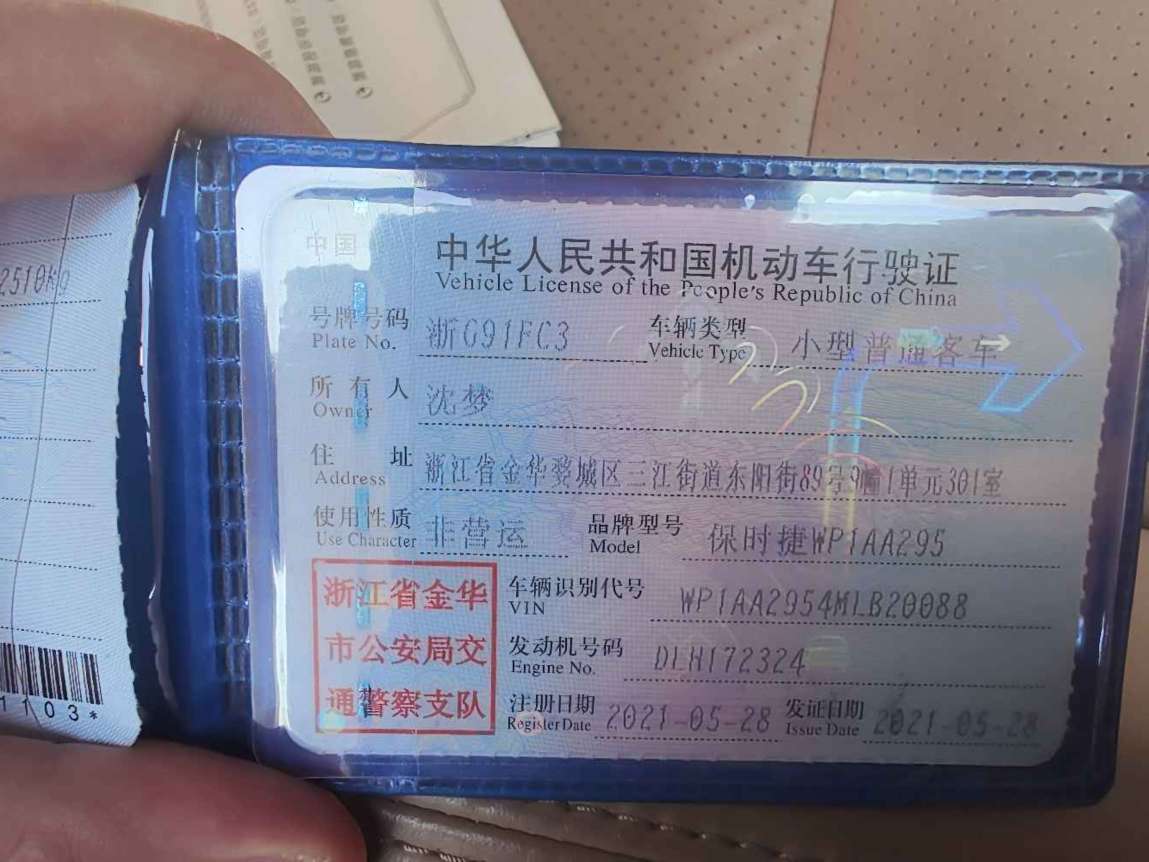 2510kg
1103*
中国
中华人民共和国机动车行驶证
Vehicle License of the People's Republic of China
号牌号码 浙G91FC3 车辆类型 小型普通客车
Plate No. Vehicle Type
所有人 沈梦
Owner
住址 浙江省金华婺城区三江街道东阳街89号9幢1单元301室
Address
使用性质 非营运 品牌型号 保时捷WP1AA295
Use Character Model
浙江省金华
市公安局交
通警察支队
车辆识别代号 WP1AA2954MLB20088
VIN
发动机号码 DLH172324
Engine No.
注册日期 2021-05-28 发证日期 2021-05-28
Register Date Issue Date